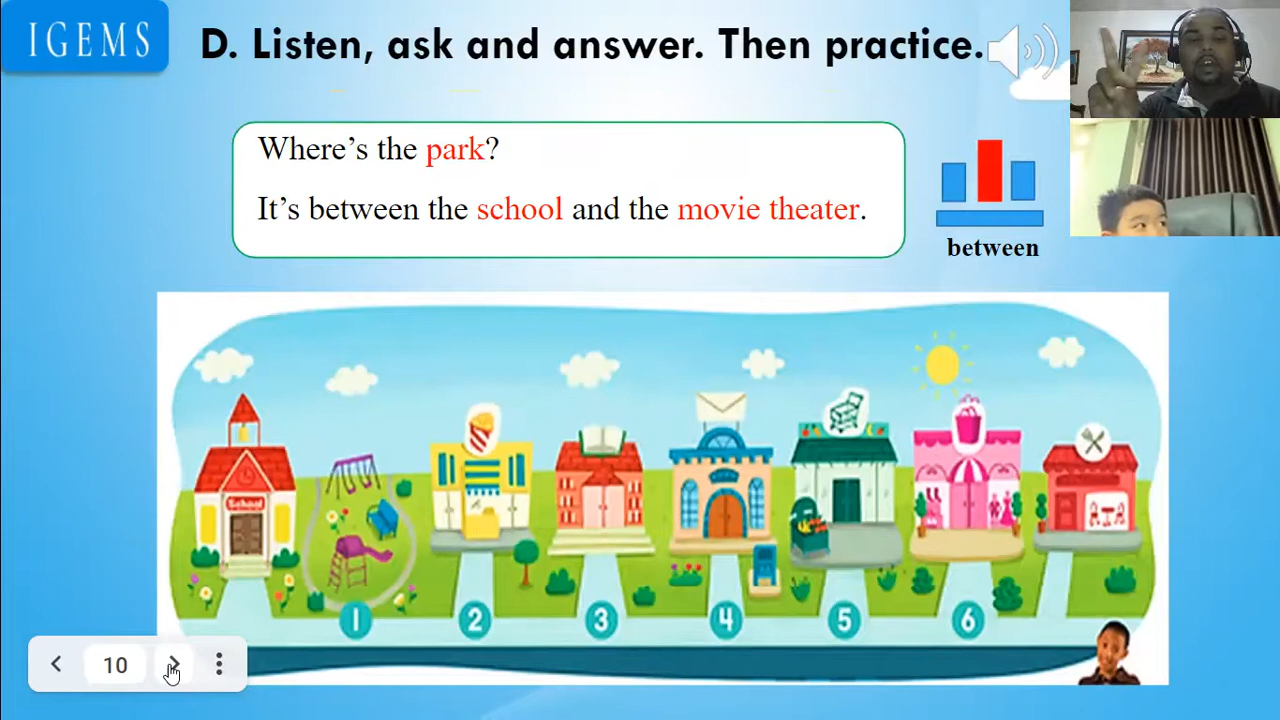 IGEMS
D. Listen, ask and answer. Then practice.
Where's the park?
It's between the school and the movie theater.
between
School
1
2
3
4
5
6
10